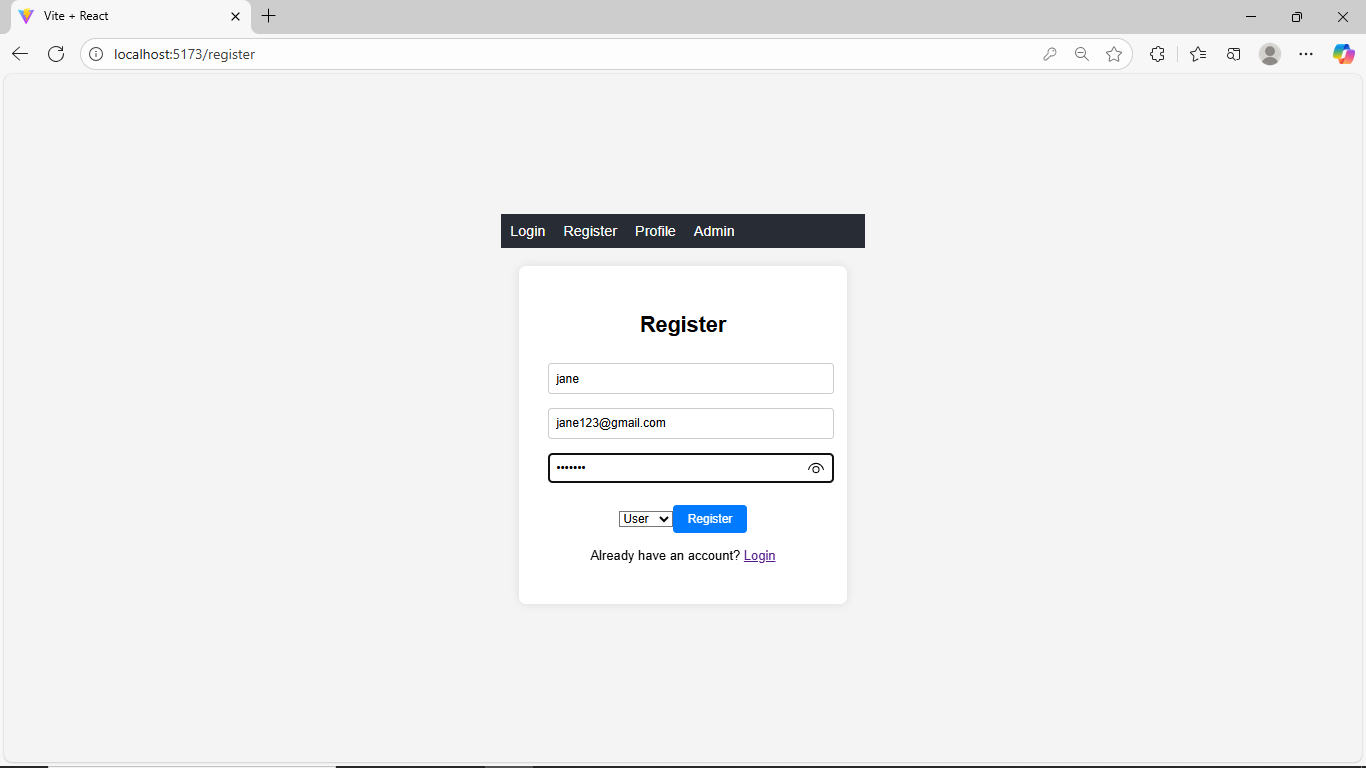 Vite + React
localhost:5173/register
Login Register Profile Admin
Register
jane
jane123@gmail.com
•••••••
User Register
Already have an account? Login